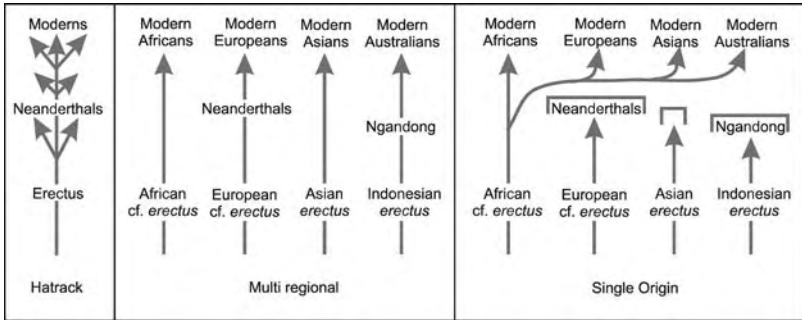 Moderns
Neanderthals
Erectus
Hatrack
Modern Africans
Modern Europeans
Modern Asians
Modern Australians
Neanderthals
Ngandong
African cf. erectus
European cf. erectus
Asian erectus
Indonesian erectus
Multi regional
Modern Africans
Modern Europeans
Modern Asians
Modern Australians
Neanderthals
Ngandong
African cf. erectus
European cf. erectus
Asian erectus
Indonesian erectus
Single Origin